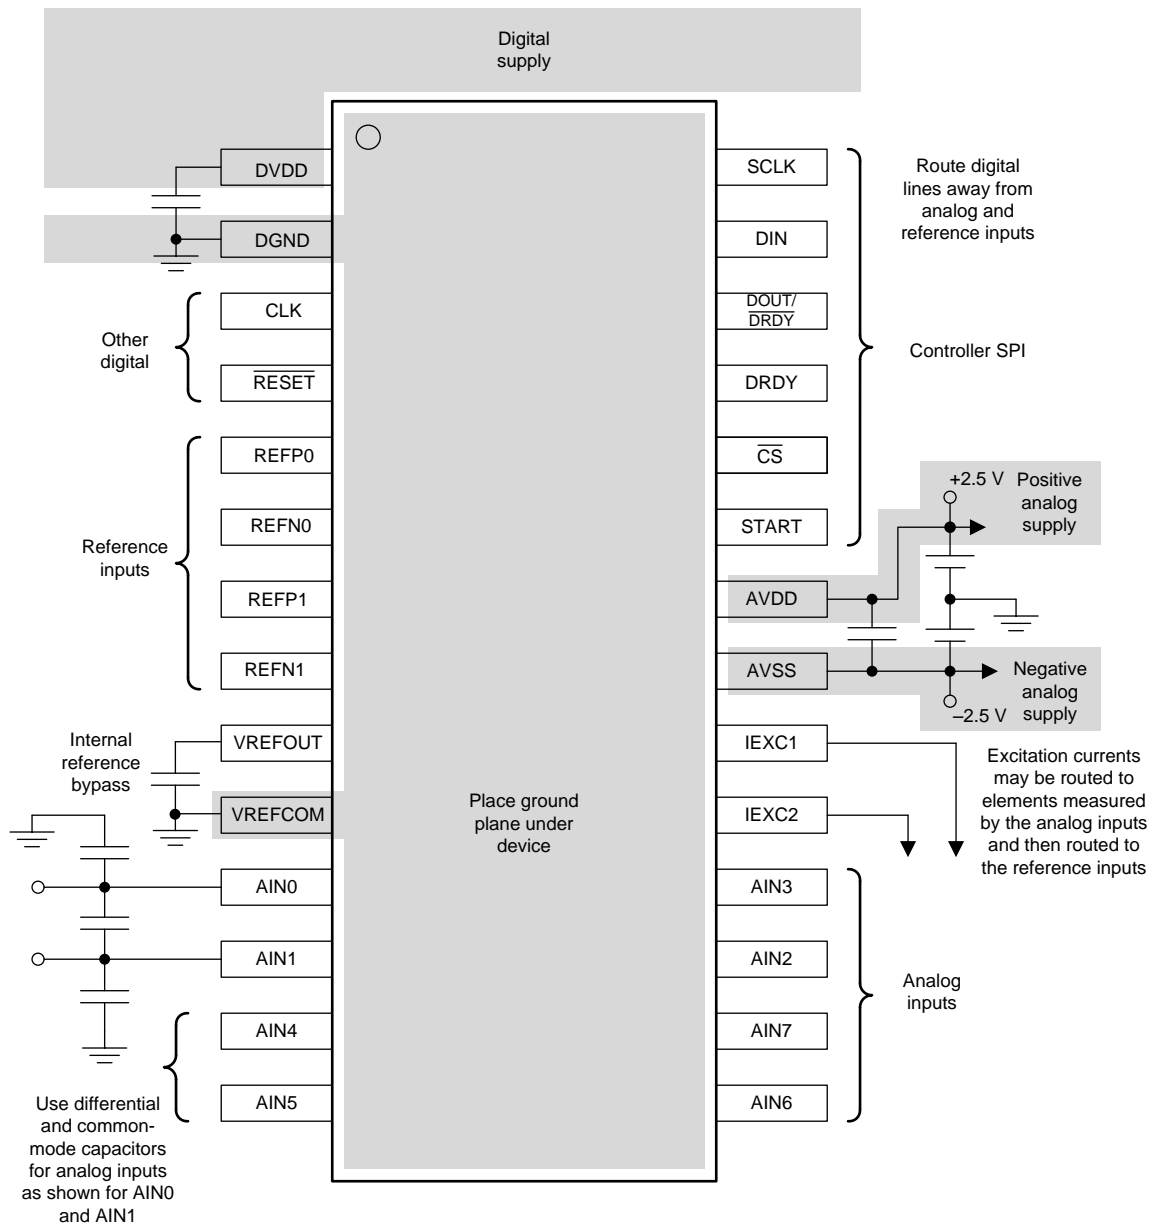 Digital
supply
DVDD
DGND
CLK
RESET
Other
digital
REFP0
REFN0
REFP1
REFN1
Reference
inputs
VREFOUT
VREFCOM
Internal
reference
bypass
AIN0
AIN1
AIN4
AIN5
Use differential
and common-
mode capacitors
for analog inputs
as shown for AIN0
and AIN1
Place ground
plane under
device
SCLK
DIN
DOUT/
DRDY
DRDY
CS
START
Route digital
lines away from
analog and
reference inputs
Controller SPI
AVDD
AVSS
+2.5 V
Positive
analog
supply
Negative
analog
supply
–2.5 V
IEXC1
IEXC2
Excitation currents
may be routed to
elements measured
by the analog inputs
and then routed to
the reference inputs
AIN3
AIN2
AIN7
AIN6
Analog
inputs